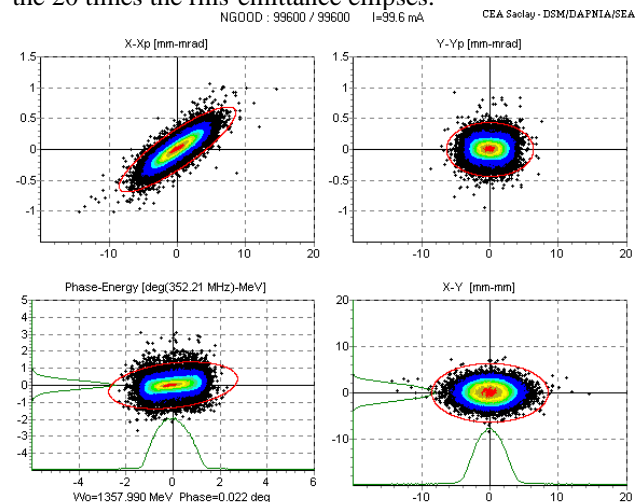 the 20 times the rms emittance ellipses.
NGOOD : 99600 / 99600 I=99.6 mA CEA Saclay - DSM/DAPNIA/SEA
X-Xp [mm-mrad] Y-Yp [mm-mrad]
1.5 1.5
1 1
0.5 0.5
0 0
-0.5 -0.5
-1 -1
-10 0 10 20 -10 0 10 20
Phase-Energy [deg(352.21 MHz)-MeV] X-Y [mm-mm]
5 20
4
3
2 10
1
0 0
-1
-2
-3 -10
-4
-4 -2 0 2 4 6 -10 0 10 20
Wo=1357.990 MeV Phase=0.022 deg